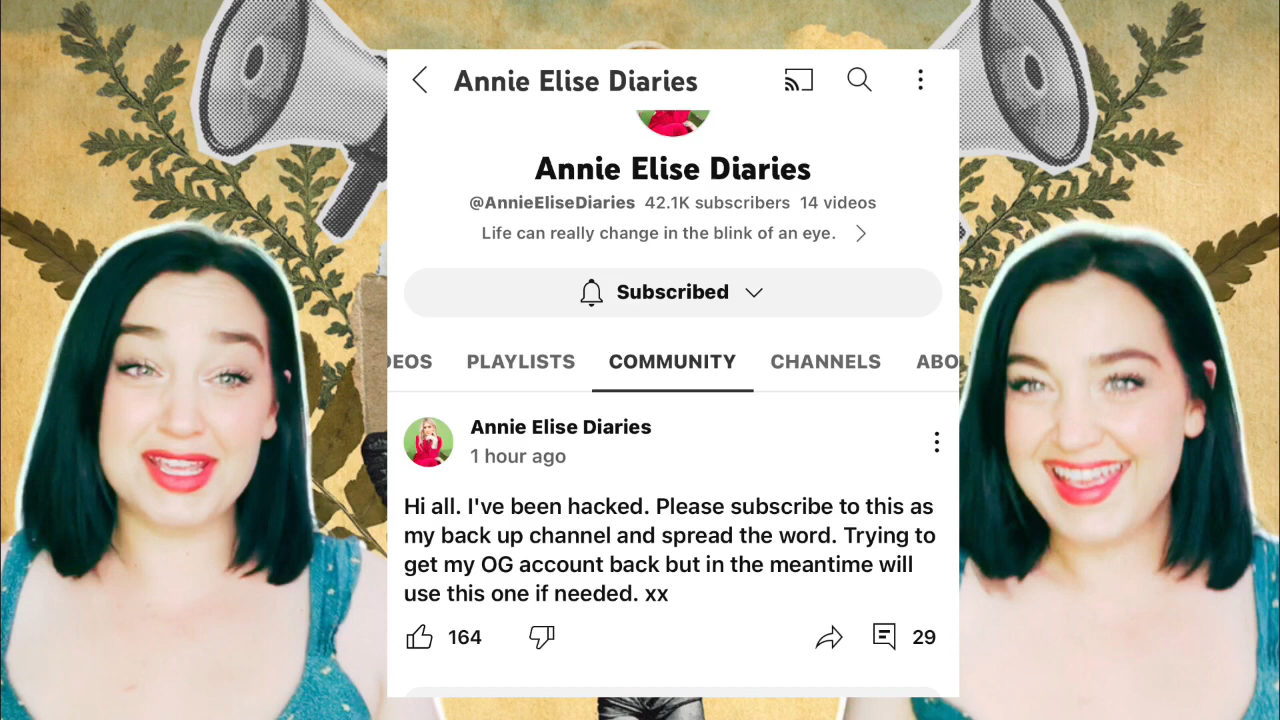 Annie Elise Diaries
Annie Elise Diaries
@AnnieEliseDiaries 42.1K subscribers 14 videos
Life can really change in the blink of an eye.
Subscribed
DEOS PLAYLISTS COMMUNITY CHANNELS ABOU
Annie Elise Diaries
1 hour ago
Hi all. I've been hacked. Please subscribe to this as
my back up channel and spread the word. Trying to
get my OG account back but in the meantime will
use this one if needed. xx
164 29